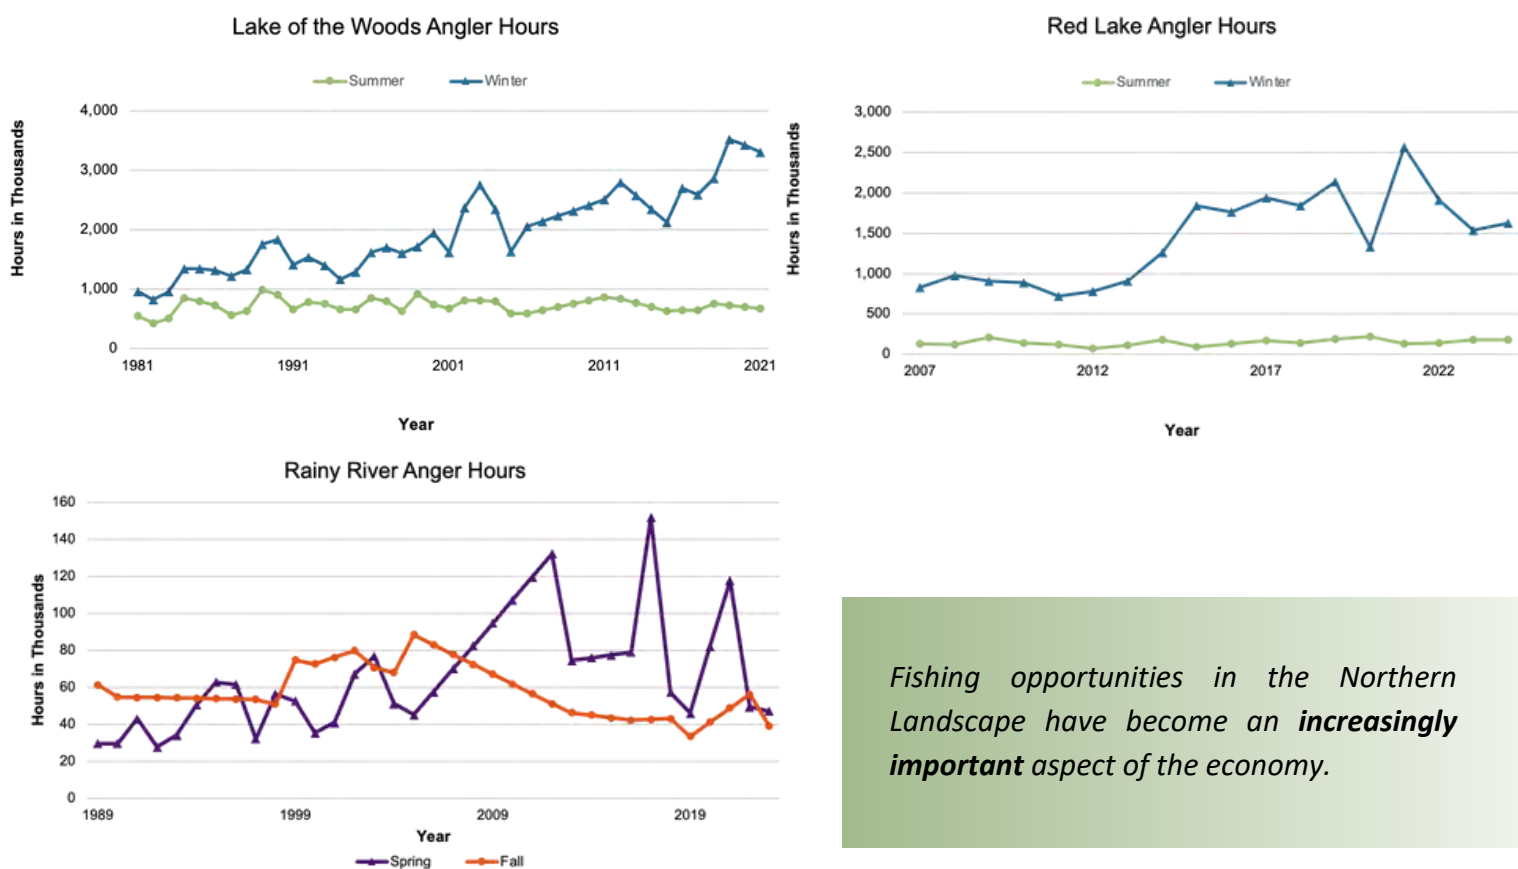 Lake of the Woods Angler Hours
Summer Winter
Hours in Thousands
4,000
3,000
2,000
1,000
0
1981 1991 2001 2011 2021
Year
Red Lake Angler Hours
Summer Winter
Hours in Thousands
3,000
2,500
2,000
1,500
1,000
500
0
2007 2012 2017 2022
Year
Rainy River Anger Hours
Hours in Thousands
160
140
120
100
80
60
40
20
0
1989 1999 2009 2019
Year
Spring Fall
Fishing opportunities in the Northern
Landscape have become an increasingly
important aspect of the economy.